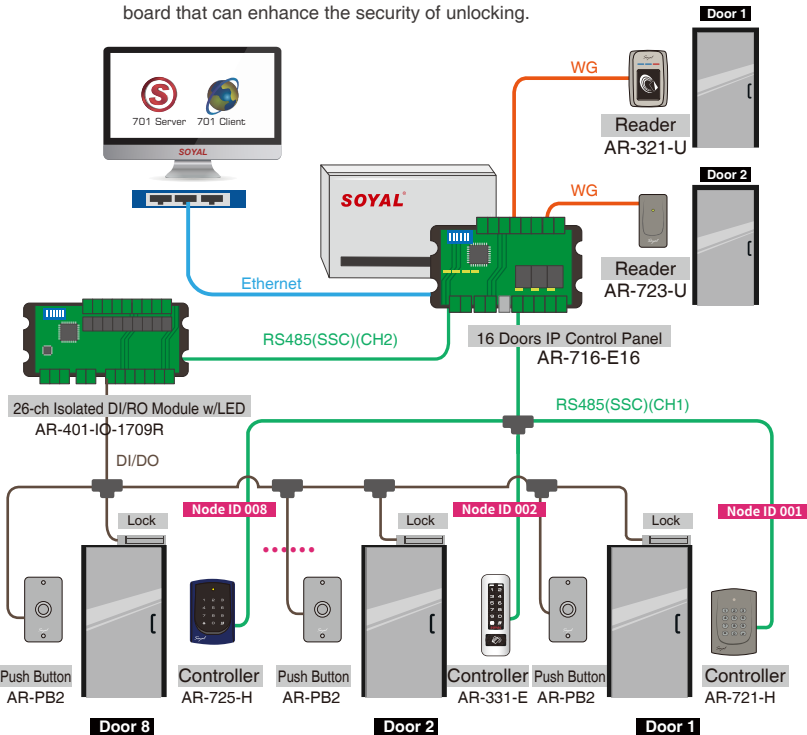 board that can enhance the security of unlocking.
Door 1
WG
701 Server
701 Client
SOYAL
Reader
AR-321-U
Door 2
SOYAL
WG
Reader
AR-723-U
Ethernet
RS485(SSC)(CH2)
16 Doors IP Control Panel
AR-716-E16
26-ch Isolated DI/RO Module w/LED
AR-401-IO-1709R
RS485(SSC)(CH1)
DI/DO
Node ID 008
Node ID 002
Node ID 001
Lock
Lock
Lock
Push Button
AR-PB2
Controller
AR-725-H
Push Button
AR-PB2
Controller
AR-331-E
Push Button
AR-PB2
Controller
AR-721-H
Door 8
Door 2
Door 1